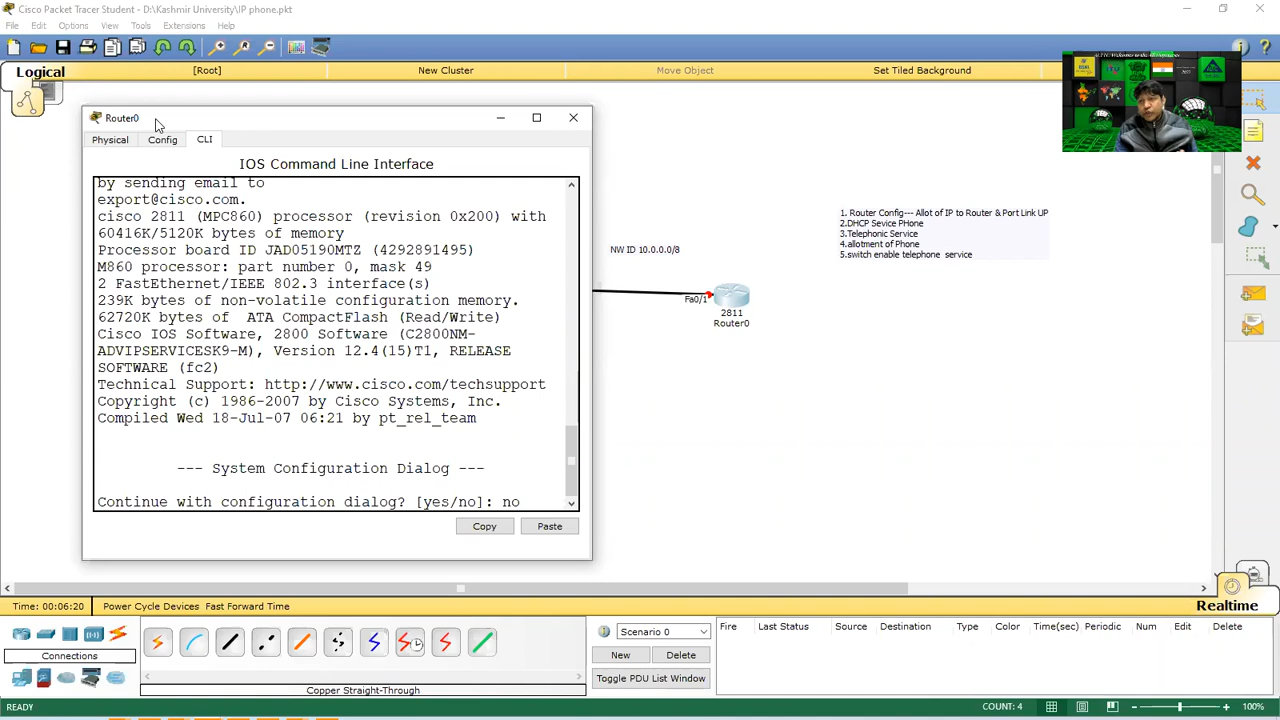 Cisco Packet Tracer Student - D:\Kashmir University\IP phone.pkt
File Edit Options View Tools Extensions Help
Logical [Root] New Cluster Move Object Set Tiled Background
Router0
Physical Config CLI
IOS Command Line Interface
by sending email to
export@cisco.com.
cisco 2811 (MPC860) processor (revision 0x200) with
60416K/5120K bytes of memory
Processor board ID JAD05190MTZ (4292891495)
M860 processor: part number 0, mask 49
2 FastEthernet/IEEE 802.3 interface(s)
239K bytes of non-volatile configuration memory.
62720K bytes of ATA CompactFlash (Read/Write)
Cisco IOS Software, 2800 Software (C2800NM-
ADVIPSERVICESK9-M), Version 12.4(15)T1, RELEASE
SOFTWARE (fc2)
Technical Support: http://www.cisco.com/techsupport
Copyright (c) 1986-2007 by Cisco Systems, Inc.
Compiled Wed 18-Jul-07 06:21 by pt_rel_team
--- System Configuration Dialog ---
Continue with configuration dialog? [yes/no]: no
Copy Paste
NW ID 10.0.0.0/8
Fa0/1
2811
Router0
1. Router Config--- Allot of IP to Router & Port Link UP
2.DHCP Sevice PHone
3.Telephonic Service
4.allotment of Phone
5.switch enable telephone service
Time: 00:06:20 Power Cycle Devices Fast Forward Time
Realtime
Connections
Copper Straight-Through
Scenario 0
New Delete
Toggle PDU List Window
Fire Last Status Source Destination Type Color Time(sec) Periodic Num Edit Delete
READY
COUNT: 4
100%